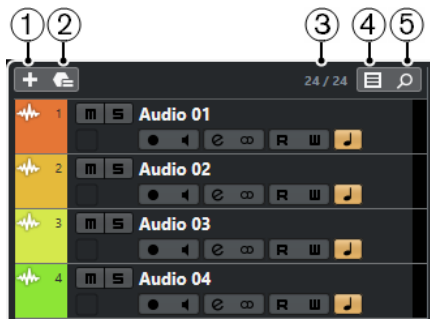 1 2 3 4 5
24 / 24
1 m S Audio 01
e R W
2 m S Audio 02
e R W
3 m S Audio 03
e R W
4 m S Audio 04
e R W